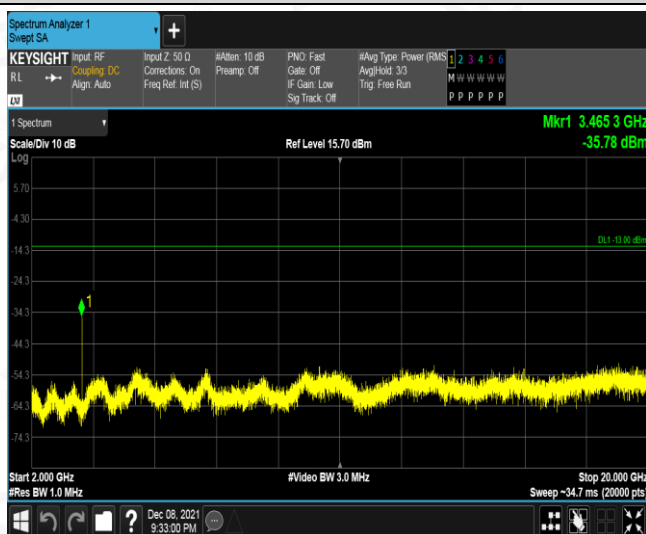 Spectrum Analyzer 1
Swept SA
+
KEYSIGHT
RL
LXI
Input: RF
Coupling: DC
Align: Auto
Input Z: 50 Ω
Corrections: On
Freq Ref: Int (S)
#Atten: 10 dB
Preamp: Off
PNO: Fast
Gate: Off
IF Gain: Low
Sig Track: Off
#Avg Type: Power (RMS
Avg|Hold: 3/3
Trig: Free Run
1 2 3 4 5 6
M W W W W W
P P P P P P
1 Spectrum
Scale/Div 10 dB
Ref Level 15.70 dBm
Mkr1 3.465 3 GHz
-35.78 dBm
Log
5.70
-4.30
-14.3
-24.3
-34.3
-44.3
-54.3
-64.3
-74.3
DL1 -13.00 dBm
1
Start 2.000 GHz
#Res BW 1.0 MHz
#Video BW 3.0 MHz
Stop 20.000 GHz
Sweep ~34.7 ms (20000 pts)
?
Dec 08, 2021
9:33:00 PM